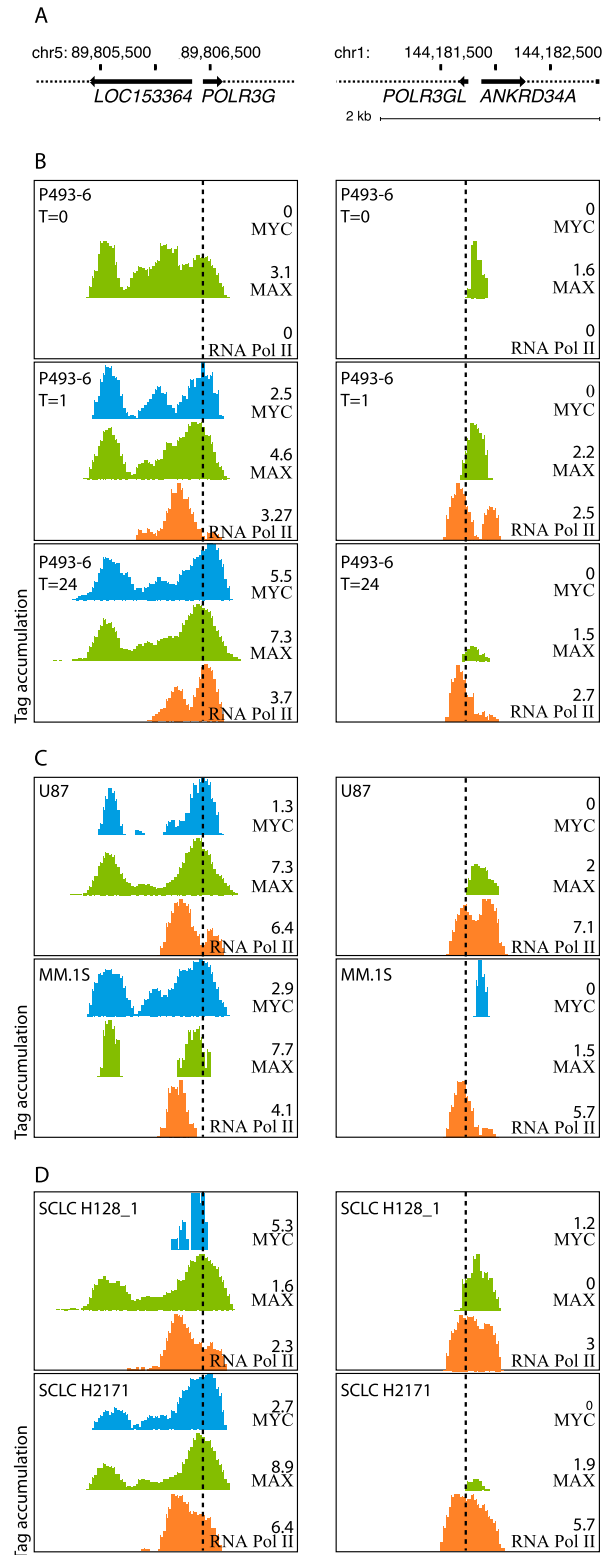 A
chr5: 89,805,500 89,806,500
LOC153364 POLR3G
chr1: 144,181,500 144,182,500
POLR3GL ANKRD34A
2 kb
B
P493-6
T=0
0
MYC
3.1
MAX
0
RNA Pol II
P493-6
T=0
0
MYC
1.6
MAX
0
RNA Pol II
P493-6
T=1
2.5
MYC
4.6
MAX
3.27
RNA Pol II
P493-6
T=1
0
MYC
2.2
MAX
2.5
RNA Pol II
P493-6
T=24
5.5
MYC
7.3
MAX
3.7
RNA Pol II
P493-6
T=24
0
MYC
1.5
MAX
2.7
RNA Pol II
Tag accumulation
C
U87
1.3
MYC
7.3
MAX
6.4
RNA Pol II
U87
0
MYC
2
MAX
7.1
RNA Pol II
MM.1S
2.9
MYC
7.7
MAX
4.1
RNA Pol II
MM.1S
0
MYC
1.5
MAX
5.7
RNA Pol II
Tag accumulation
D
SCLC H128_1
5.3
MYC
1.6
MAX
2.3
RNA Pol II
SCLC H128_1
1.2
MYC
0
MAX
3
RNA Pol II
SCLC H2171
2.7
MYC
8.9
MAX
6.4
RNA Pol II
SCLC H2171
0
MYC
1.9
MAX
5.7
RNA Pol II
Tag accumulation